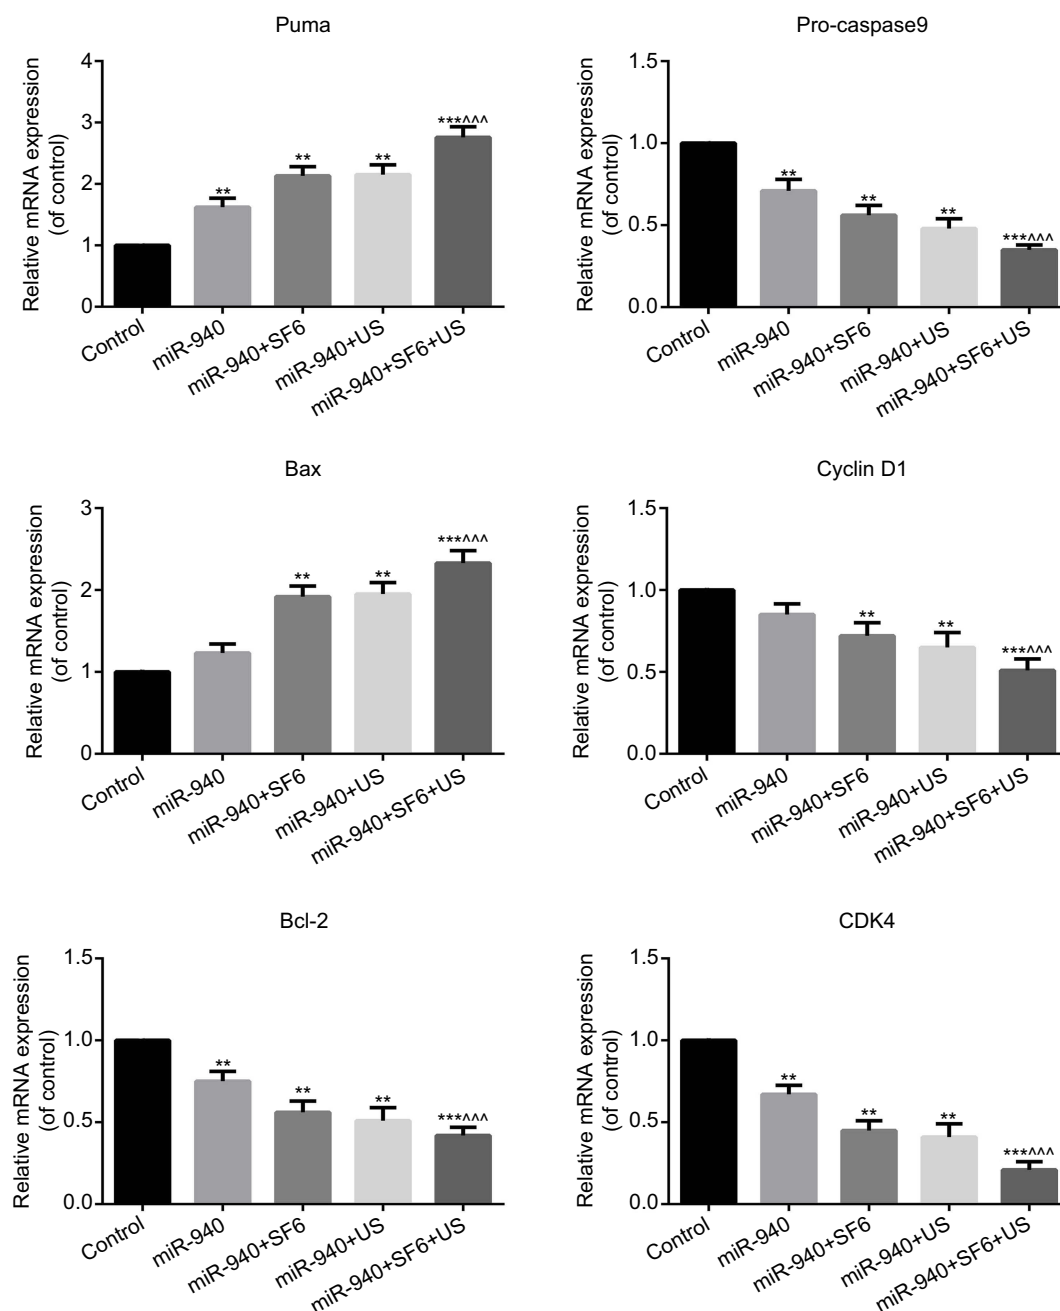 Puma
Relative mRNA expression
(of control)
4
3
2
1
0
**
**
**
***^^^
Control
miR-940
miR-940+SF6
miR-940+US
miR-940+SF6+US
Pro-caspase9
Relative mRNA expression
(of control)
1.5
1.0
0.5
0.0
**
**
**
***^^^
Control
miR-940
miR-940+SF6
miR-940+US
miR-940+SF6+US
Bax
Relative mRNA expression
(of control)
3
2
1
0
**
**
***^^^
Control
miR-940
miR-940+SF6
miR-940+US
miR-940+SF6+US
Cyclin D1
Relative mRNA expression
(of control)
1.5
1.0
0.5
0.0
**
**
***^^^
Control
miR-940
miR-940+SF6
miR-940+US
miR-940+SF6+US
Bcl-2
Relative mRNA expression
(of control)
1.5
1.0
0.5
0.0
**
**
**
***^^^
Control
miR-940
miR-940+SF6
miR-940+US
miR-940+SF6+US
CDK4
Relative mRNA expression
(of control)
1.5
1.0
0.5
0.0
**
**
**
***^^^
Control
miR-940
miR-940+SF6
miR-940+US
miR-940+SF6+US